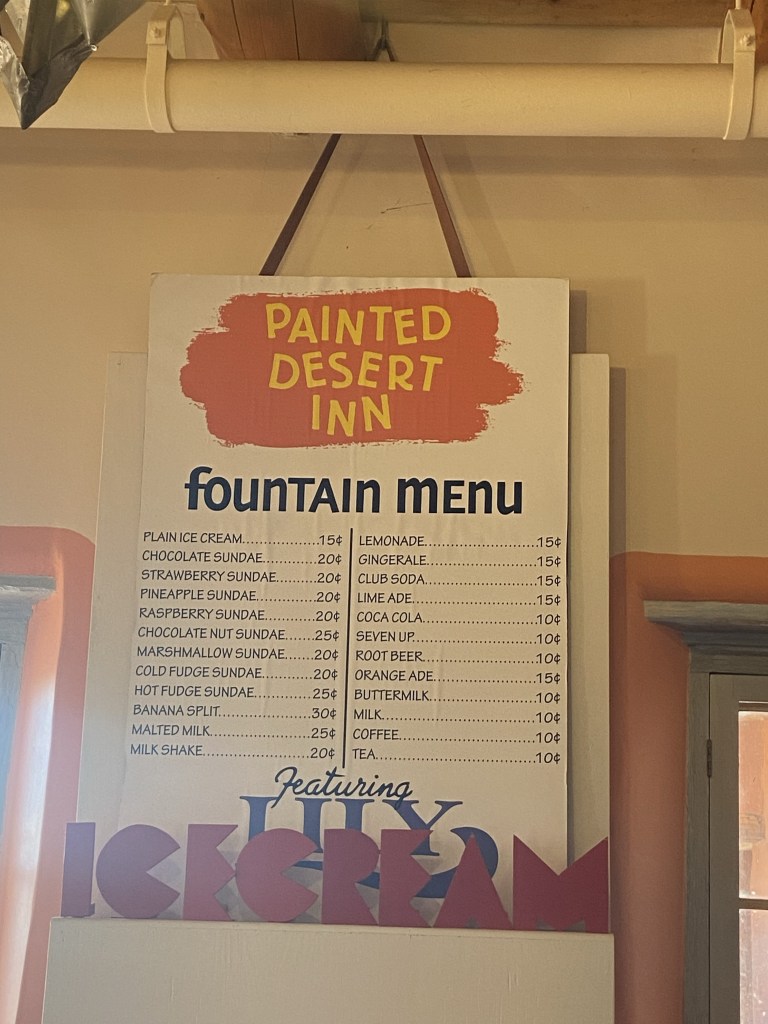 PAINTED
DESERT
INN
fountain menu
PLAIN ICE CREAM....................15¢
CHOCOLATE SUNDAE..............20¢
STRAWBERRY SUNDAE..........20¢
PINEAPPLE SUNDAE..............20¢
RASPBERRY SUNDAE............20¢
CHOCOLATE NUT SUNDAE.......25¢
MARSHMALLOW SUNDAE.........20¢
COLD FUDGE SUNDAE............20¢
HOT FUDGE SUNDAE..............25¢
BANANA SPLIT.......................30¢
MALTED MILK.........................25¢
MILK SHAKE...........................20¢
LEMONADE.............................15¢
GINGERALE............................15¢
CLUB SODA............................15¢
LIME ADE...............................15¢
COCA COLA............................10¢
SEVEN UP..............................10¢
ROOT BEER............................10¢
ORANGE ADE..........................15¢
BUTTERMILK..........................10¢
MILK.....................................10¢
COFFEE.................................10¢
TEA.......................................10¢
Featuring
LILY
ICE CREAM